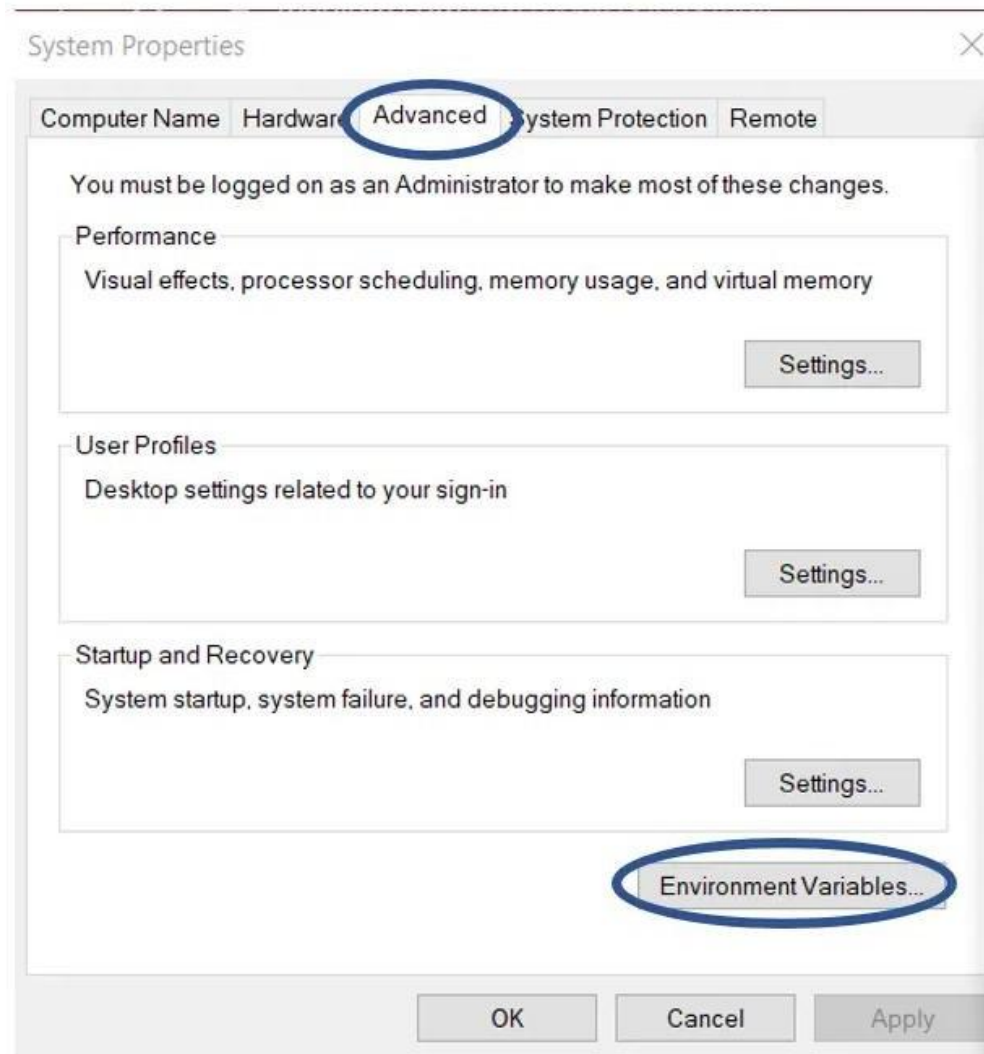 System Properties
Computer Name Hardware Advanced System Protection Remote
You must be logged on as an Administrator to make most of these changes.
Performance
Visual effects, processor scheduling, memory usage, and virtual memory
Settings...
User Profiles
Desktop settings related to your sign-in
Settings...
Startup and Recovery
System startup, system failure, and debugging information
Settings...
Environment Variables...
OK Cancel Apply